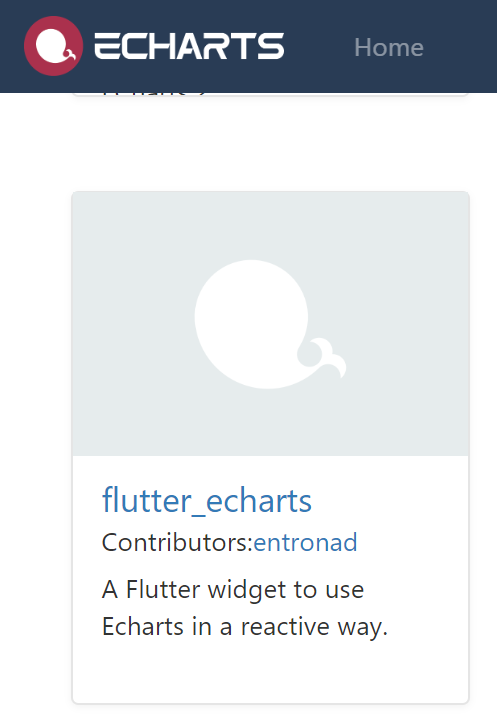 ECHARTS
Home
flutter_echarts
Contributors:entronad
A Flutter widget to use
Echarts in a reactive way.